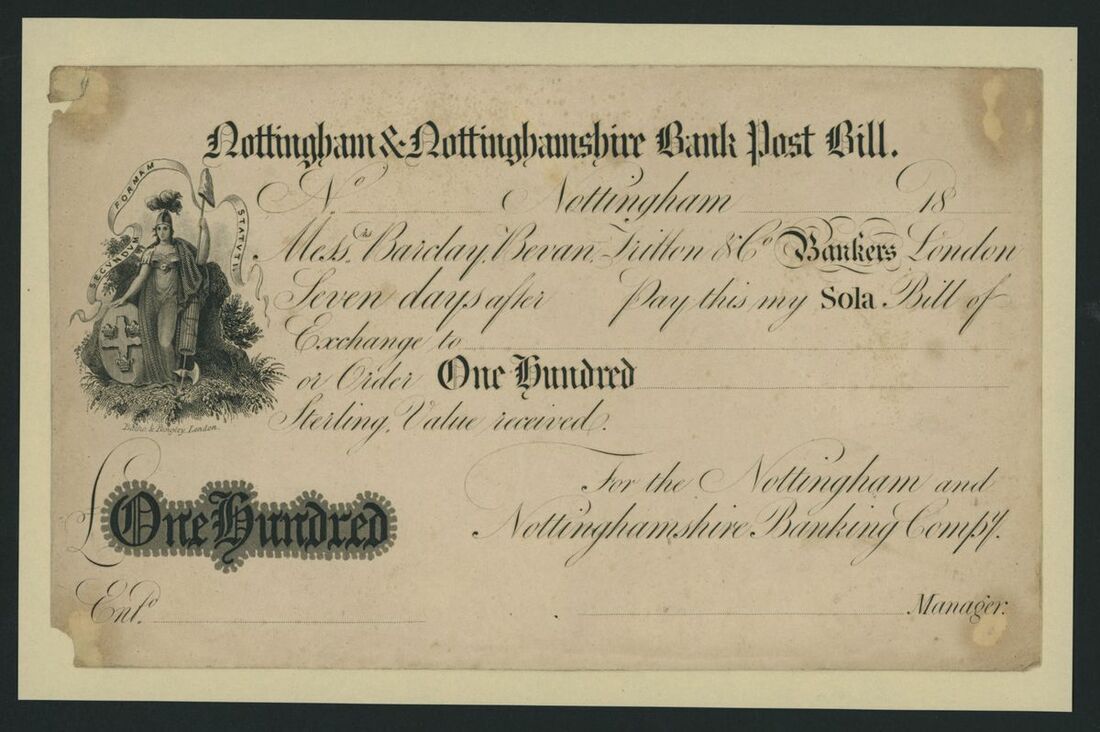 Nottingham & Nottinghamshire Bank Post Bill.
SECUNDUM FORMAM STATUTI
No Nottingham 18
Messrs. Barclay, Bevan, Tritton & Co Bankers London
Seven days after Pay this my Sola Bill of
Exchange to
or Order One Hundred
Sterling, Value received.
London.
For the Nottingham and
£ One Hundred
Nottinghamshire Banking Compy.
Entd.
Manager.